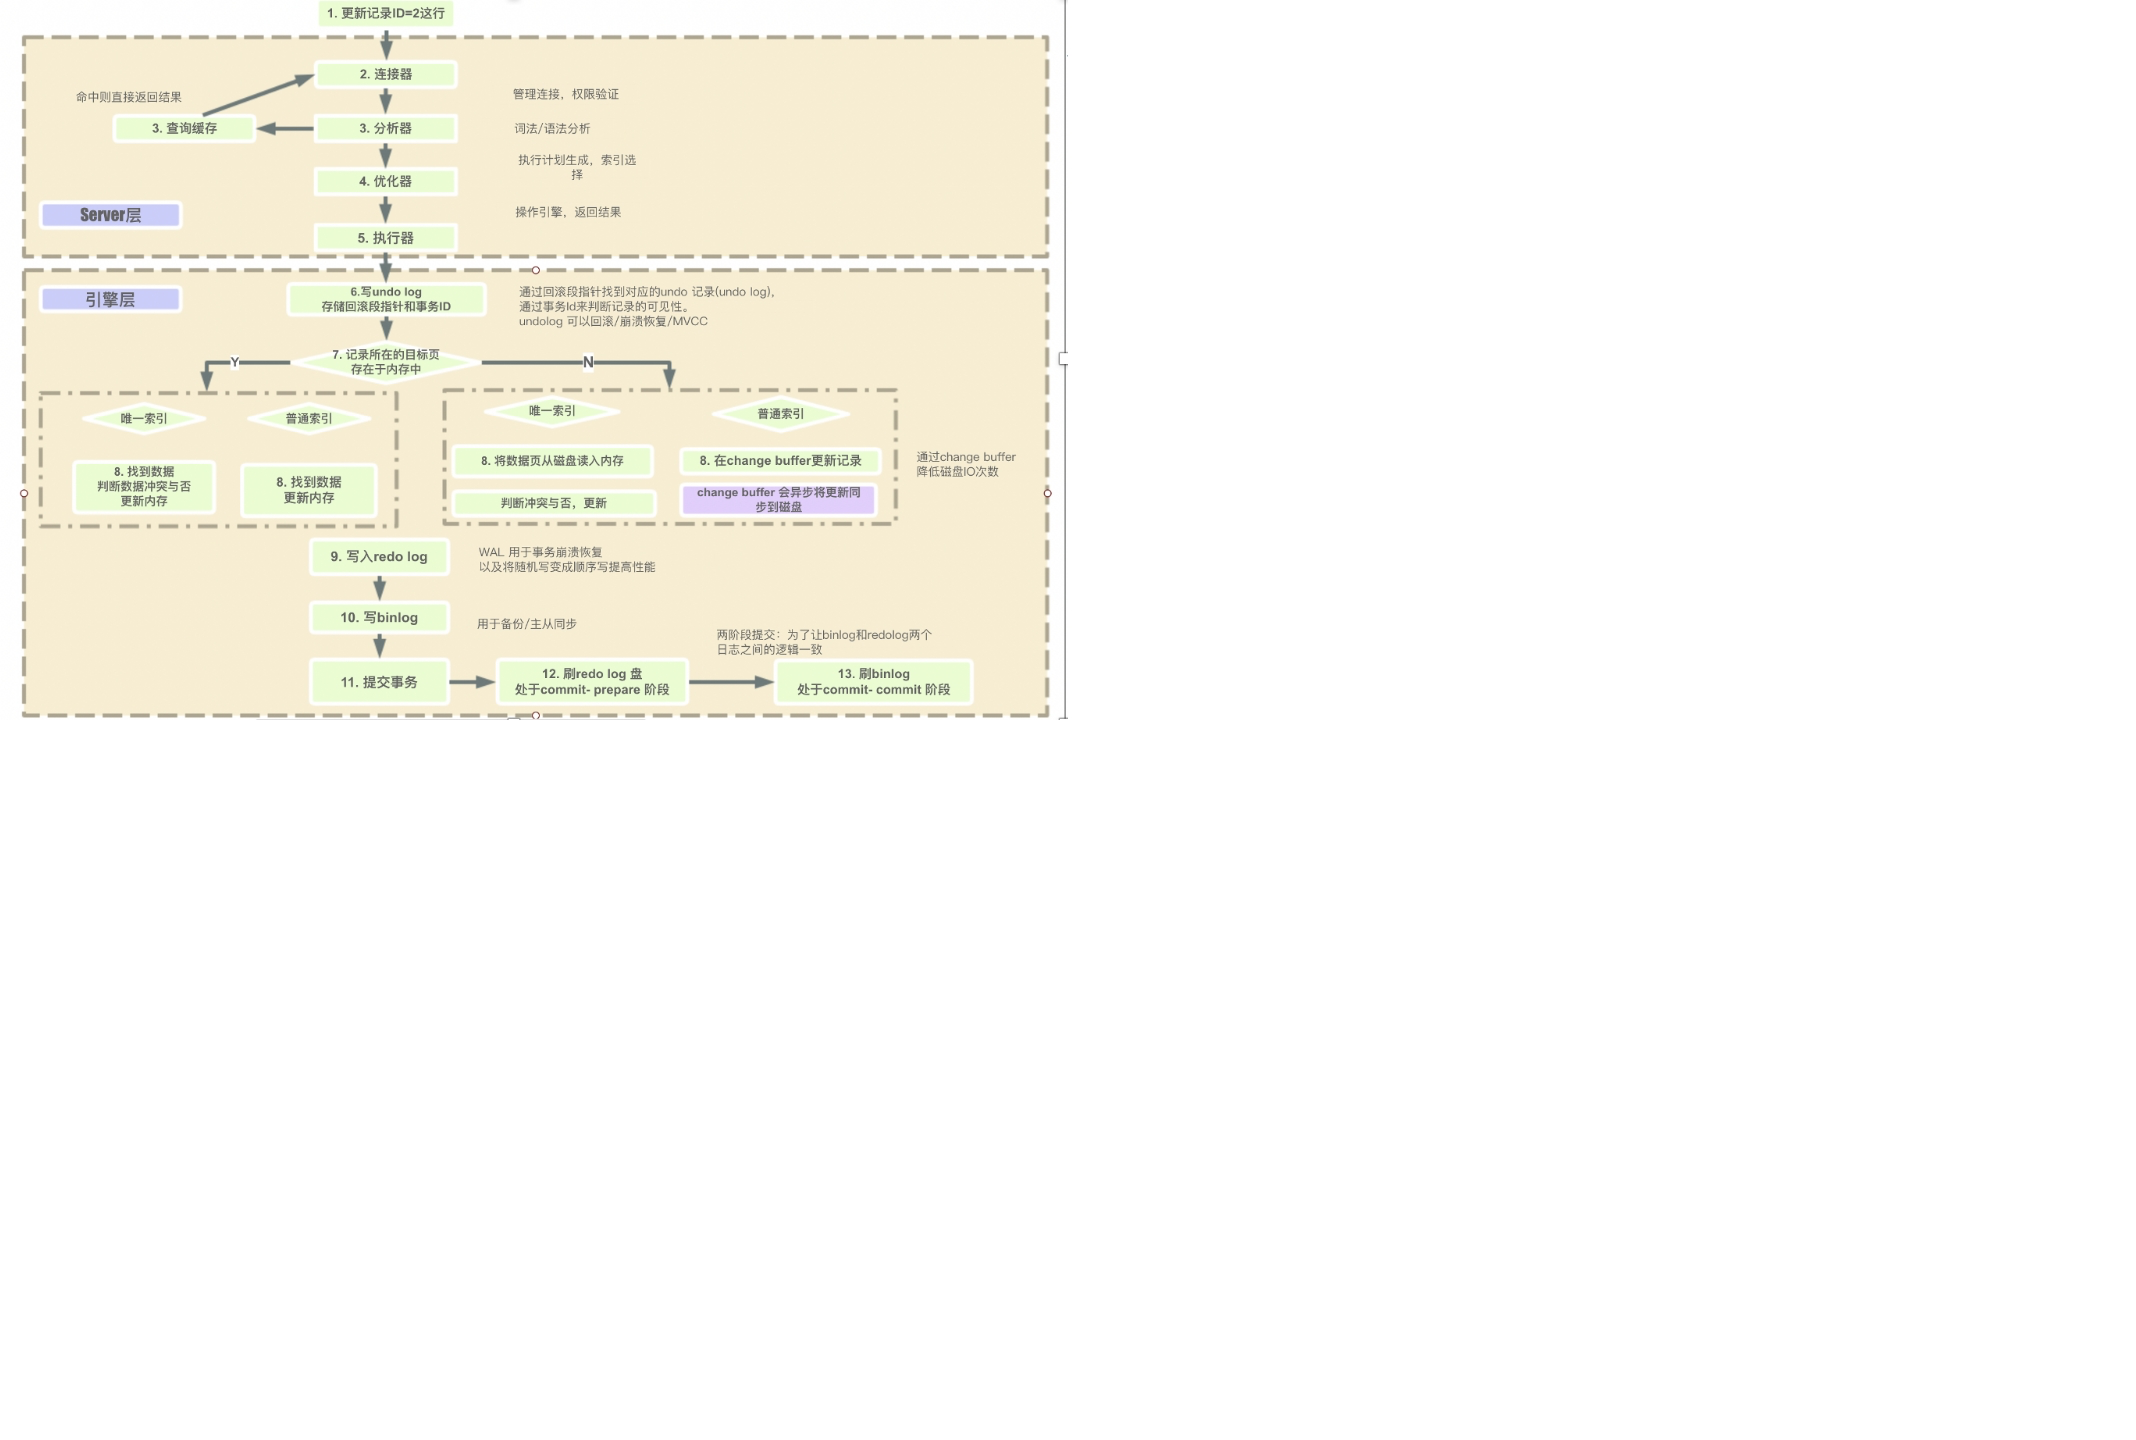 1. 更新记录ID=2这行
2. 连接器
命中则直接返回结果
管理连接，权限验证
3. 查询缓存
3. 分析器
词法/语法分析
执行计划生成，索引选
择
4. 优化器
Server层
操作引擎，返回结果
5. 执行器
引擎层
6.写undo log
存储回滚段指针和事务ID
通过回滚段指针找到对应的undo 记录(undo log)，
通过事务Id来判断记录的可见性。
undolog 可以回滚/崩溃恢复/MVCC
7. 记录所在的目标页
存在于内存中
Y
N
唯一索引
普通索引
8. 找到数据
判断数据冲突与否
更新内存
8. 找到数据
更新内存
唯一索引
普通索引
8. 将数据页从磁盘读入内存
8. 在change buffer更新记录
判断冲突与否，更新
change buffer 会异步将更新同
步到磁盘
通过change buffer
降低磁盘IO次数
9. 写入redo log
WAL 用于事务崩溃恢复
以及将随机写变成顺序写提高性能
10. 写binlog
用于备份/主从同步
两阶段提交：为了让binlog和redolog两个
日志之间的逻辑一致
11. 提交事务
12. 刷redo log 盘
处于commit- prepare 阶段
13. 刷binlog
处于commit- commit 阶段